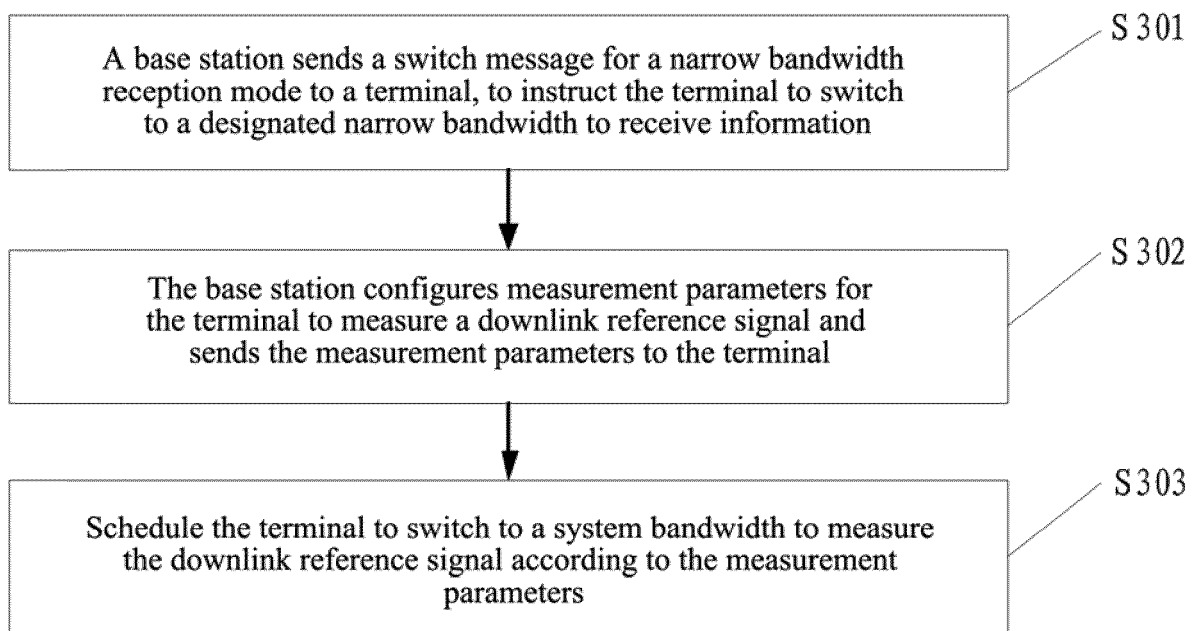 S301
A base station sends a switch message for a narrow bandwidth
reception mode to a terminal, to instruct the terminal to switch
to a designated narrow bandwidth to receive information
S302
The base station configures measurement parameters for
the terminal to measure a downlink reference signal and
sends the measurement parameters to the terminal
S303
Schedule the terminal to switch to a system bandwidth to measure
the downlink reference signal according to the measurement
parameters